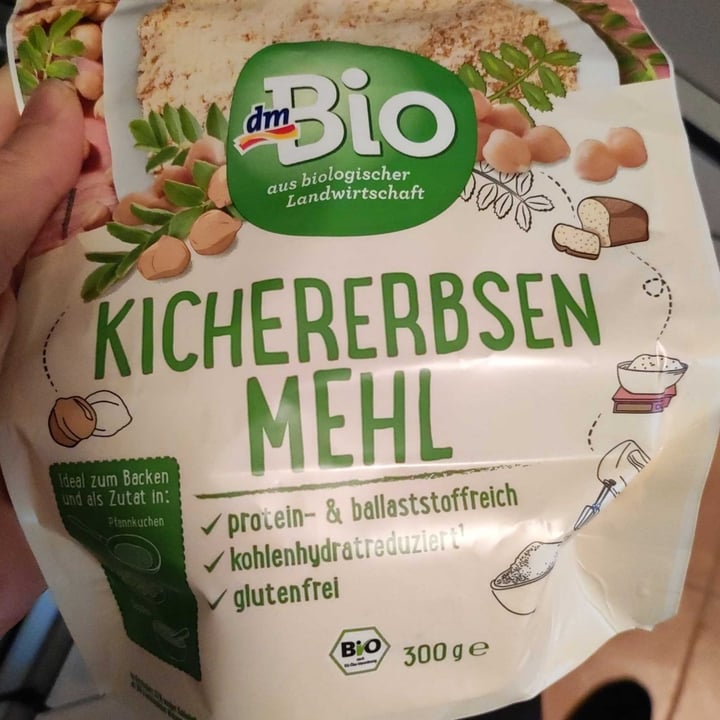 dm
Bio
aus biologischer
Landwirtschaft
KICHERERBSEN
MEHL
Ideal zum Backen
und als Zutat in:
Pfannkuchen
✓ protein- & ballaststoffreich
✓ kohlenhydratreduziert¹
✓ glutenfrei
BiO
300 g e